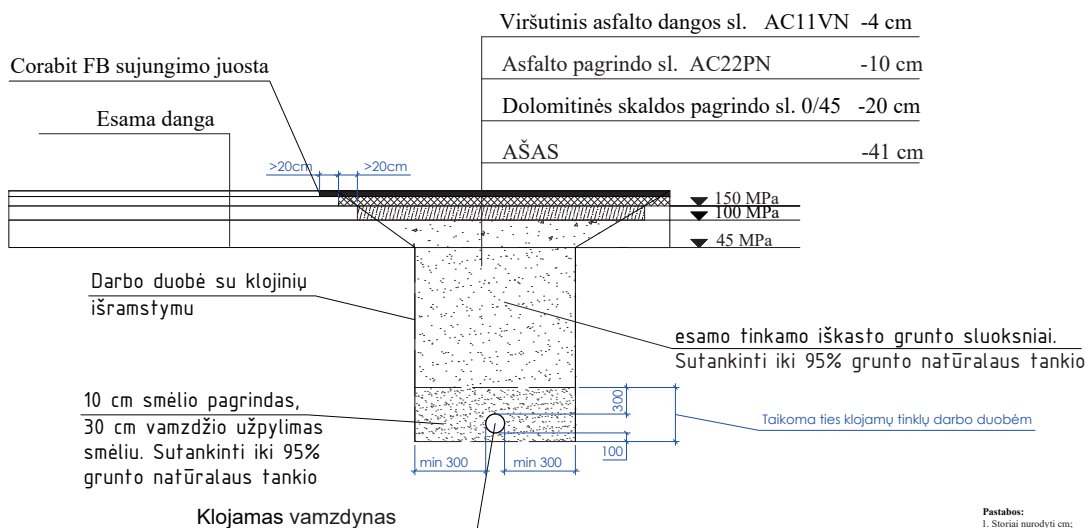 Viršutinis asfalto dangos sl. AC11VN -4 cm
Corabit FB sujungimo juosta
Asfalto pagrindo sl. AC22PN -10 cm
Dolomitinės skaldos pagrindo sl. 0/45 -20 cm
Esama danga
AŠAS -41 cm
>20cm >20cm
150 MPa
100 MPa
45 MPa
Darbo duobė su klojinių
išramstymu
esamo tinkamo iškasto grunto sluoksniai.
Sutankinti iki 95% grunto natūralaus tankio
10 cm smėlio pagrindas,
30 cm vamzdžio užpylimas
smėliu. Sutankinti iki 95%
grunto natūralaus tankio
300
Taikoma ties klojamų tinklų darbo duobėm
100
min 300 min 300
Klojamas vamzdynas
Pastabos:
1. Storiai nurodyti cm;